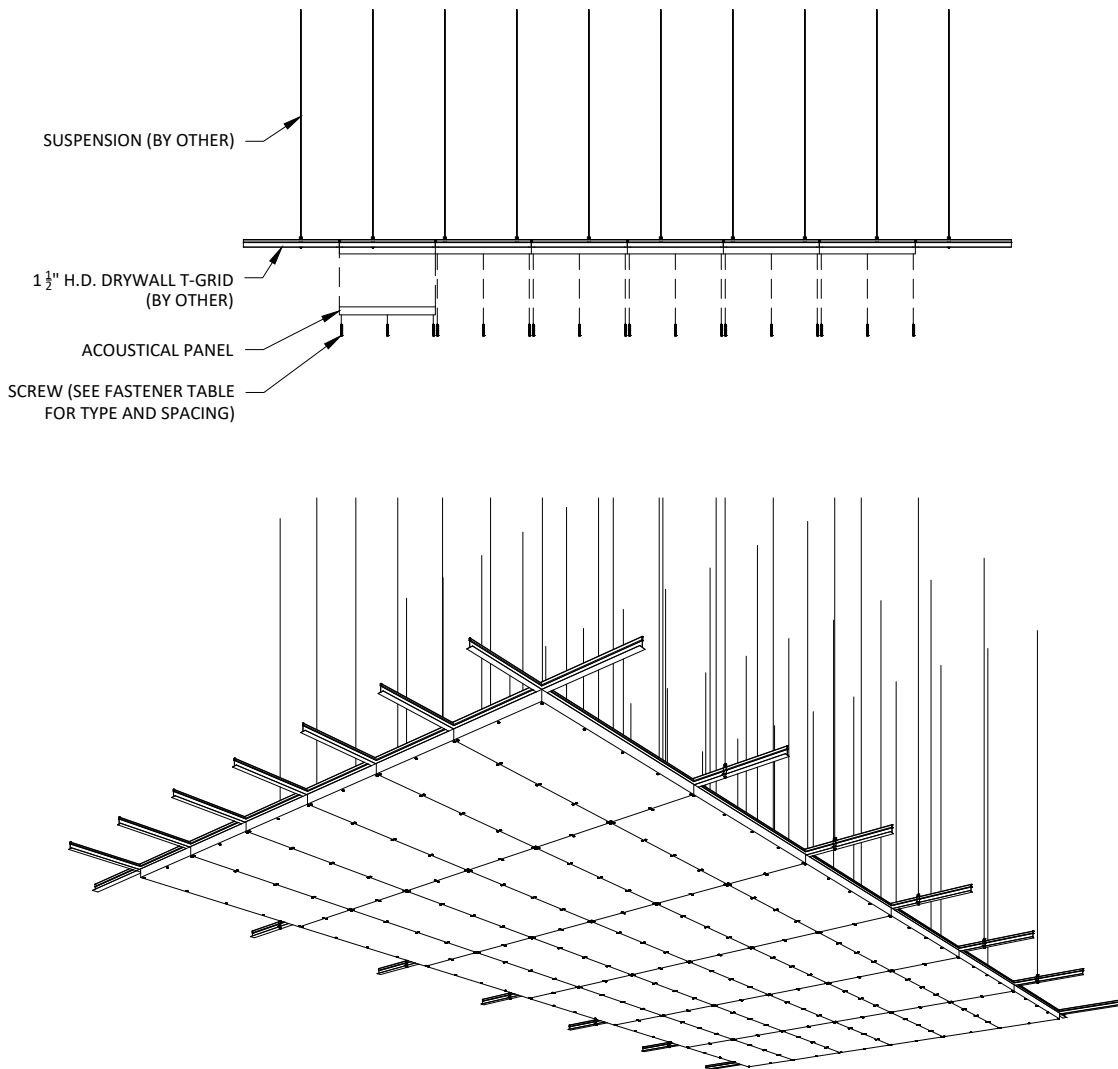 SUSPENSION (BY OTHER)
1 1/2" H.D. DRYWALL T-GRID
(BY OTHER)
ACOUSTICAL PANEL
SCREW (SEE FASTENER TABLE
FOR TYPE AND SPACING)